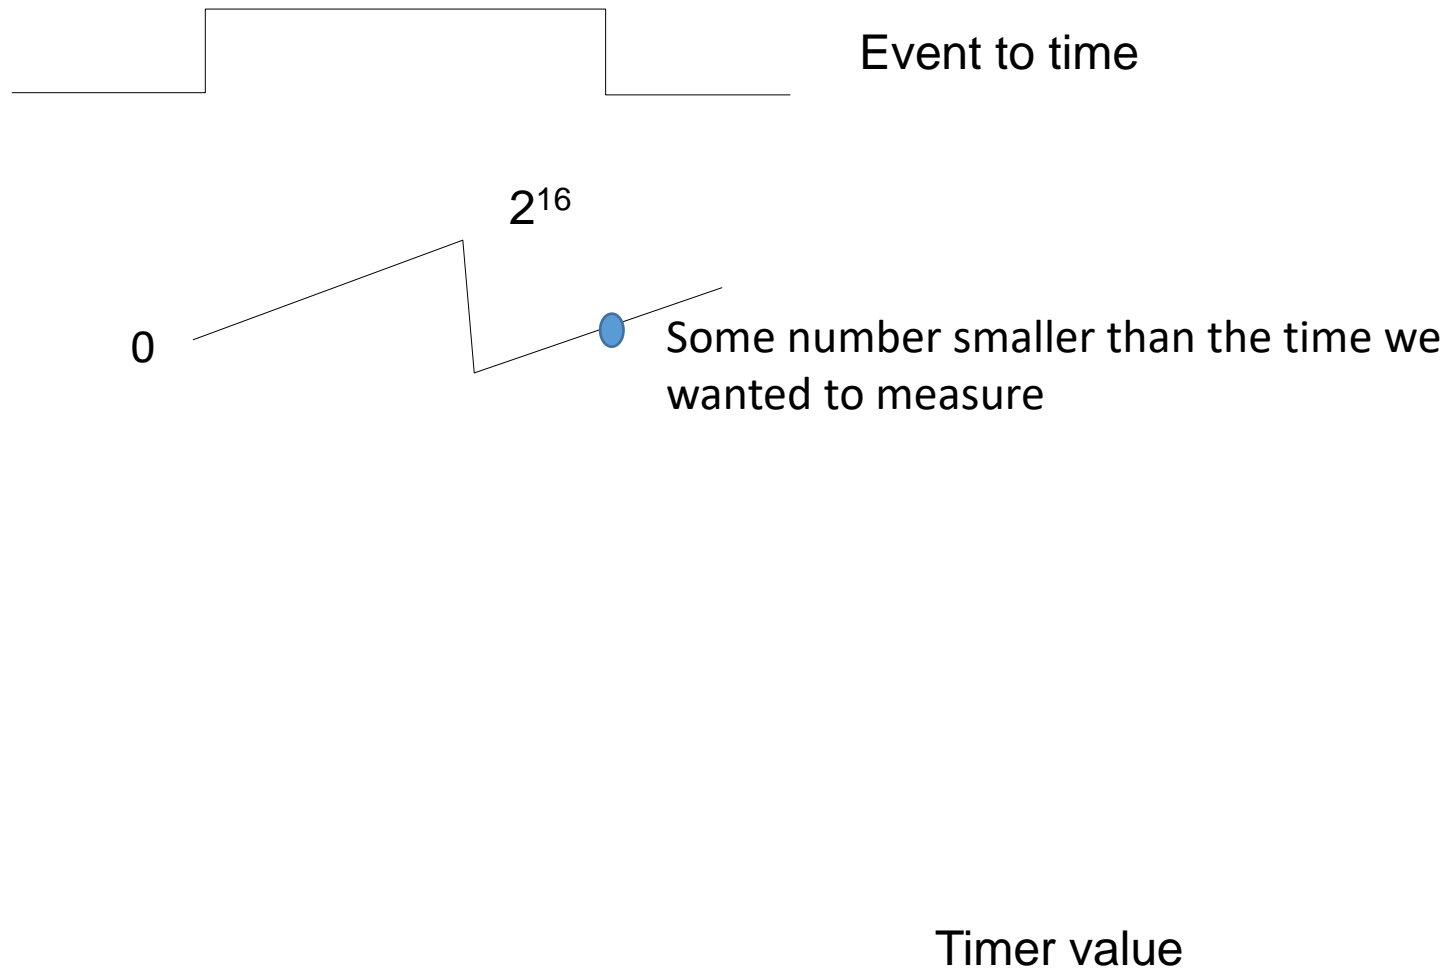 Event to time
2¹⁶
0
Some number smaller than the time we
wanted to measure
Timer value